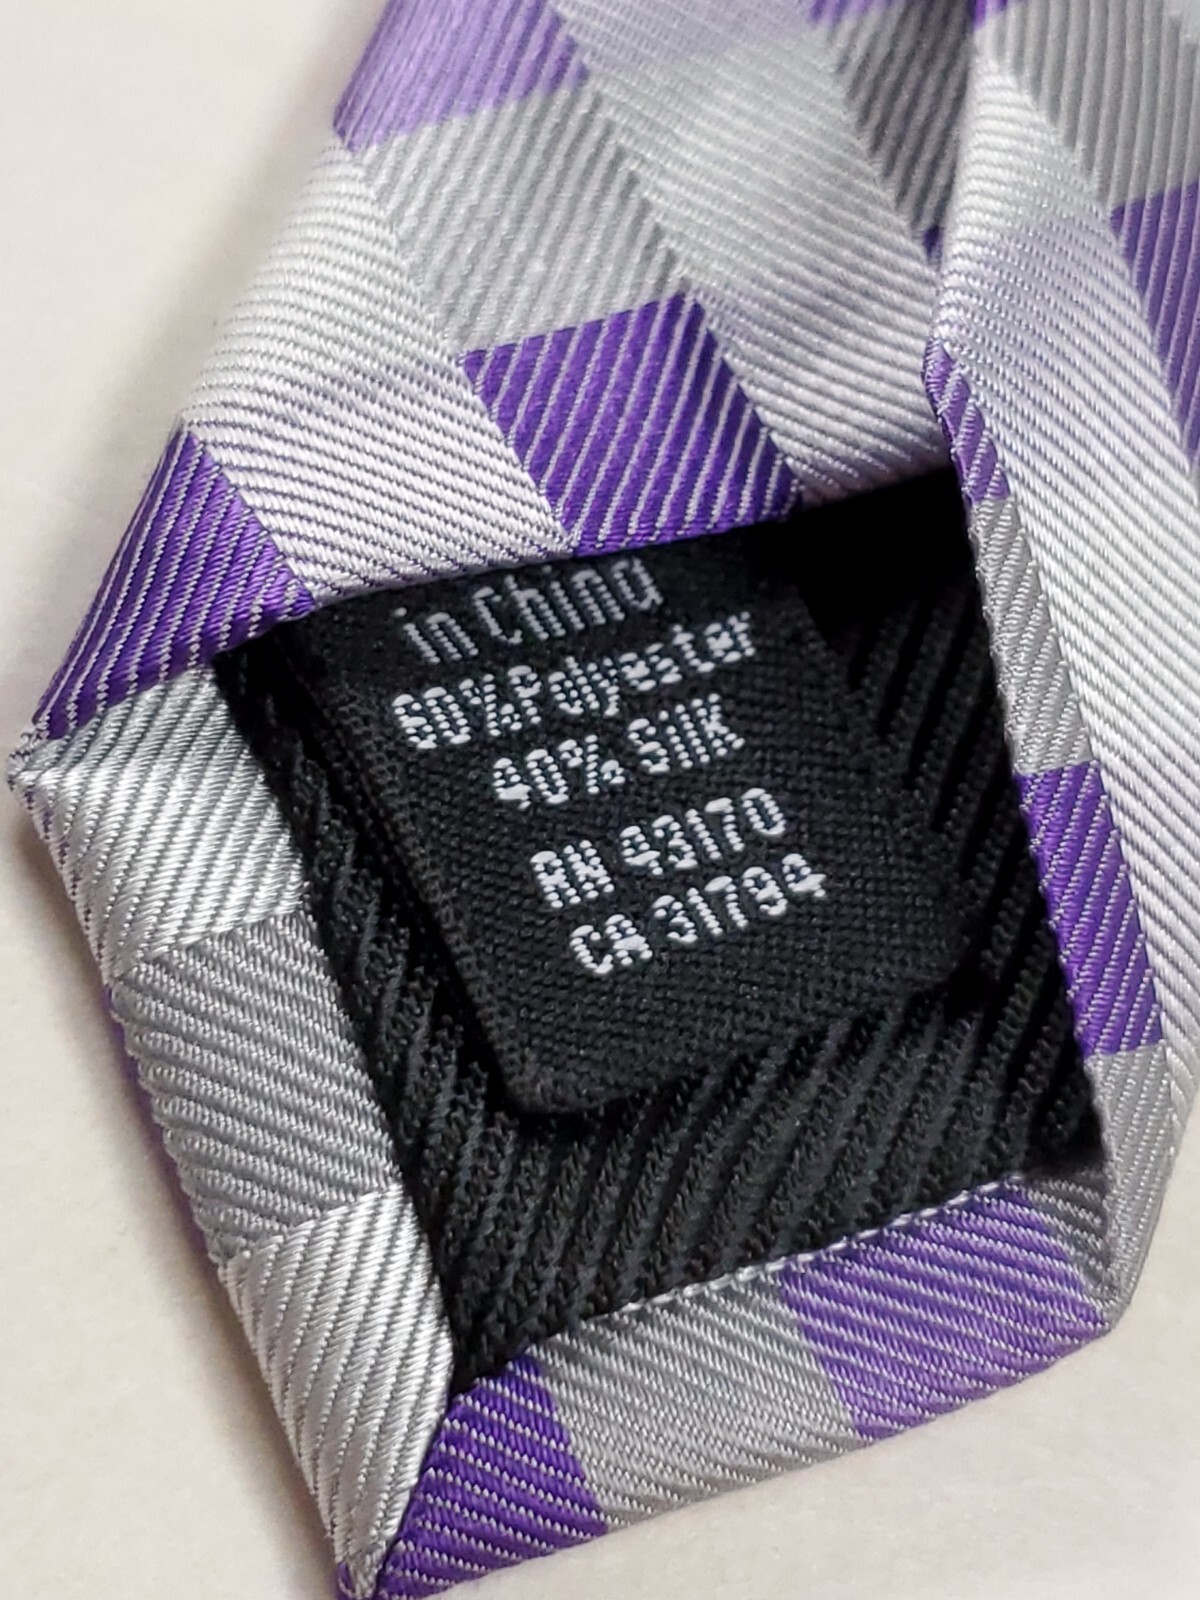 in China
60% Polyester
40% Silk
RN 43170
CA 31794